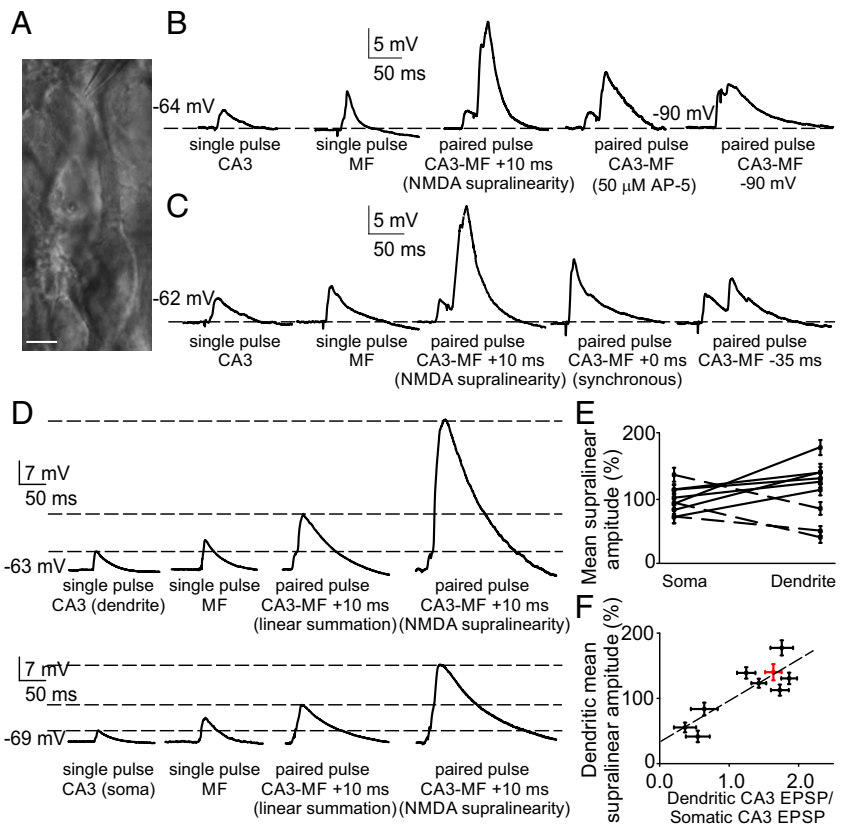 A
B
5 mV
50 ms
-64 mV
-90 mV
single pulse
CA3
single pulse
MF
paired pulse
CA3-MF +10 ms
(NMDA supralinearity)
paired pulse
CA3-MF
(50 µM AP-5)
paired pulse
CA3-MF
-90 mV
C
5 mV
50 ms
-62 mV
single pulse
CA3
single pulse
MF
paired pulse
CA3-MF +10 ms
(NMDA supralinearity)
paired pulse
CA3-MF +0 ms
(synchronous)
paired pulse
CA3-MF -35 ms
D
7 mV
50 ms
-63 mV
single pulse
CA3 (dendrite)
single pulse
MF
paired pulse
CA3-MF +10 ms
(linear summation)
paired pulse
CA3-MF +10 ms
(NMDA supralinearity)
7 mV
50 ms
-69 mV
single pulse
CA3 (soma)
single pulse
MF
paired pulse
CA3-MF +10 ms
(linear summation)
paired pulse
CA3-MF +10 ms
(NMDA supralinearity)
E
Mean supralinear
amplitude (%)
200
100
0
Soma
Dendrite
F
Dendritic mean
supralinear amplitude (%)
200
100
0
0.0
1.0
2.0
Dendritic CA3 EPSP/
Somatic CA3 EPSP